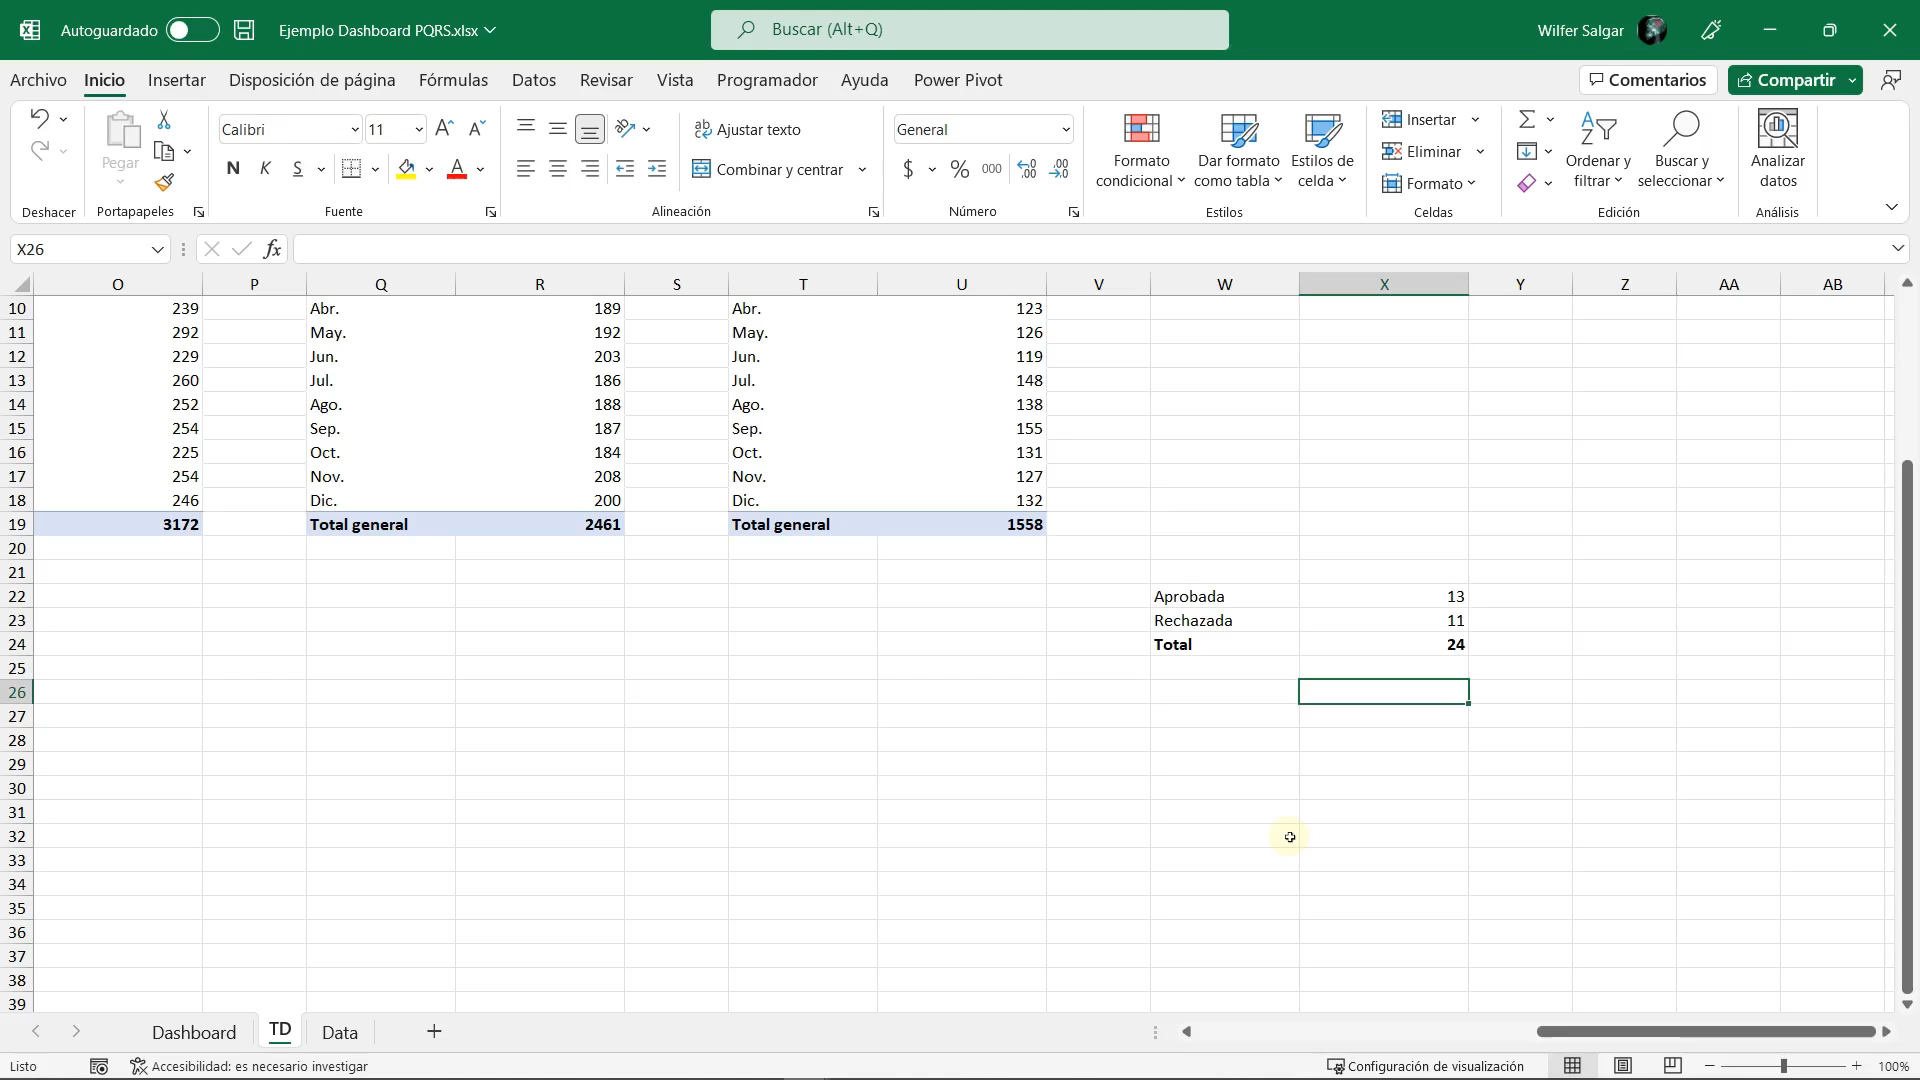 Autoguardado
Ejemplo Dashboard PQRS.xlsx
Buscar (Alt+Q)
Wilfer Salgar
Archivo Inicio Insertar Disposición de página Fórmulas Datos Revisar Vista Programador Ayuda Power Pivot
Comentarios Compartir
Pegar
Calibri 11
N K S
Ajustar texto
Combinar y centrar
General
$ % 000
Formato condicional
Dar formato como tabla
Estilos de celda
Insertar
Eliminar
Formato
Ordenar y filtrar
Buscar y seleccionar
Analizar datos
Deshacer Portapapeles Fuente Alineación Número Estilos Celdas Edición Análisis
X26
fx
O P Q R S T U V W X Y Z AA AB
10 239 Abr. 189 Abr. 123
11 292 May. 192 May. 126
12 229 Jun. 203 Jun. 119
13 260 Jul. 186 Jul. 148
14 252 Ago. 188 Ago. 138
15 254 Sep. 187 Sep. 155
16 225 Oct. 184 Oct. 131
17 254 Nov. 208 Nov. 127
18 246 Dic. 200 Dic. 132
19 3172 Total general 2461 Total general 1558
20
21
22 Aprobada 13
23 Rechazada 11
24 Total 24
25
26
27
28
29
30
31
32
33
34
35
36
37
38
39
Dashboard TD Data
Listo
Accesibilidad: es necesario investigar
Configuración de visualización
100%